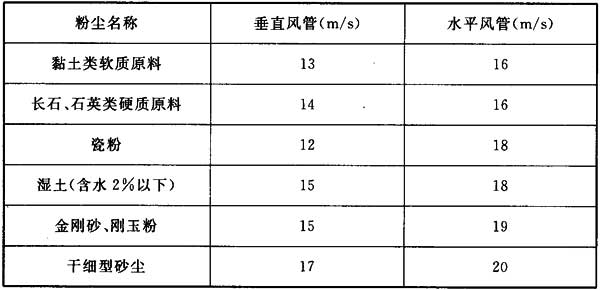 粉尘名称 垂直风管(m/s) 水平风管(m/s)
黏土类软质原料 13 16
长石、石英类硬质原料 14 16
瓷粉 12 18
湿土(含水2%以下) 15 18
金刚砂、刚玉粉 15 19
干细型砂尘 17 20